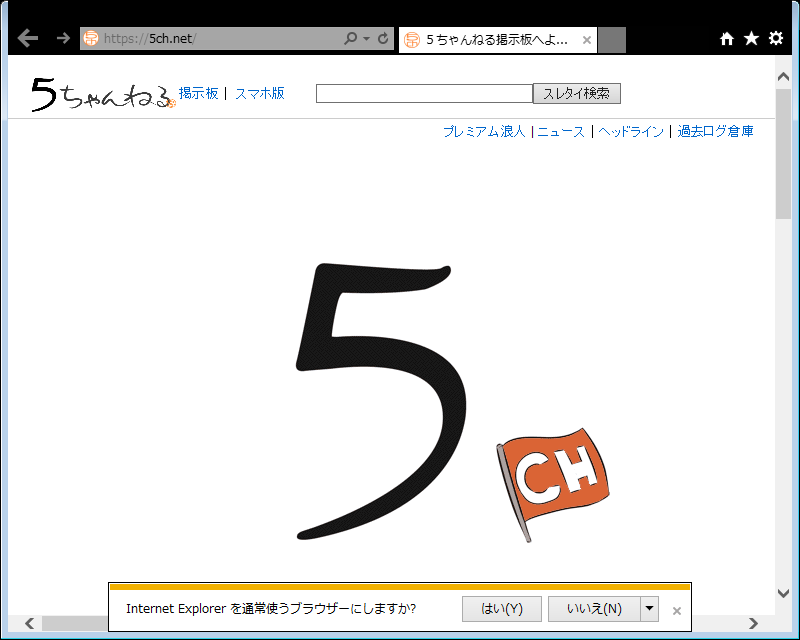 https://5ch.net/
５ちゃんねる掲示板へよ...
5ちゃんねる 掲示板 | スマホ版 スレタイ検索
プレミアム浪人 | ニュース | ヘッドライン | 過去ログ倉庫
5
CH
Internet Explorer を通常使うブラウザーにしますか? はい(Y) いいえ(N)